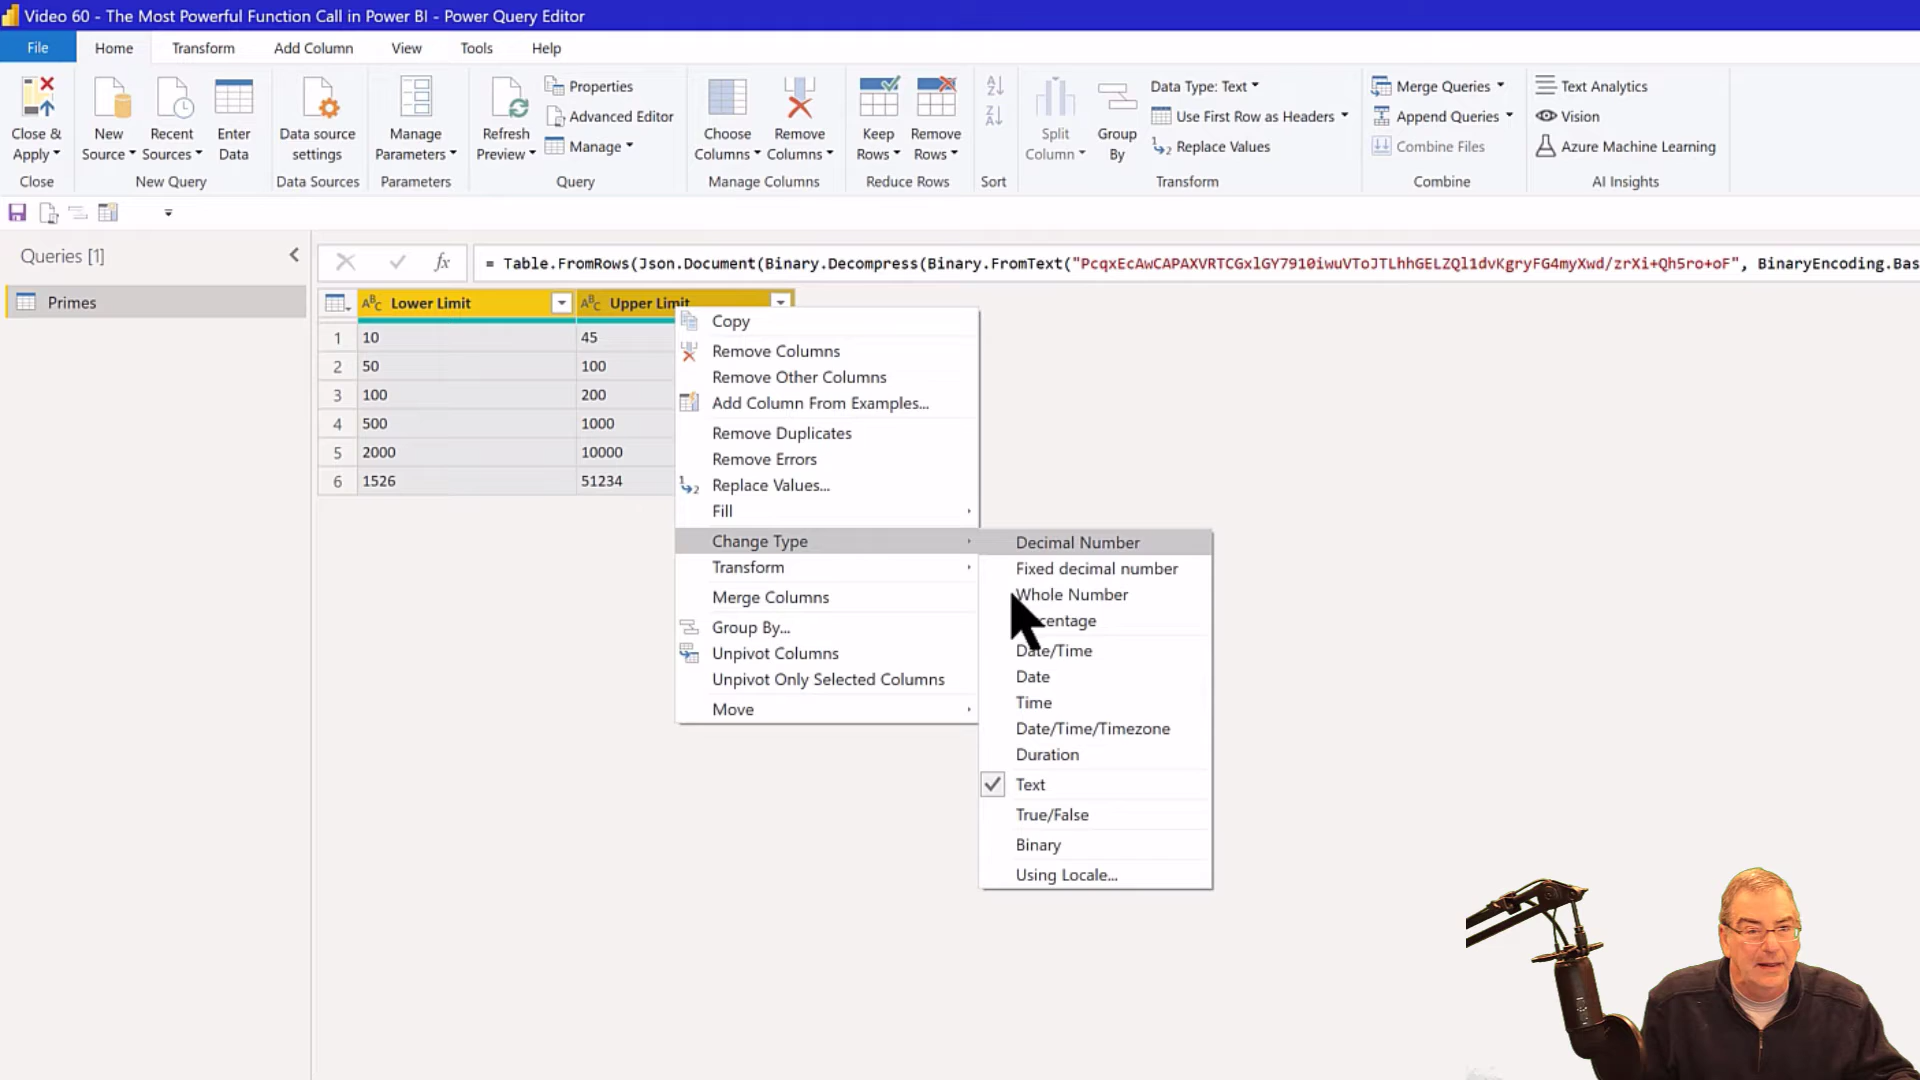 Video 60 - The Most Powerful Function Call in Power BI - Power Query Editor
File Home Transform Add Column View Tools Help
Close & Apply
New Source
Recent Sources
Enter Data
Data source settings
Manage Parameters
Refresh Preview
Properties
Advanced Editor
Manage
Choose Columns
Remove Columns
Keep Rows
Remove Rows
Split Column
Group By
Data Type: Text
Use First Row as Headers
Replace Values
Merge Queries
Append Queries
Combine Files
Text Analytics
Vision
Azure Machine Learning
Close
New Query
Data Sources
Parameters
Query
Manage Columns
Reduce Rows
Sort
Transform
Combine
AI Insights
Queries [1]
fx
= Table.FromRows(Json.Document(Binary.Decompress(Binary.FromText("PcqxEcAwCAPAXVRTCGxlGY7910iwuVToJTLhhGELZQl1dvKgryFG4myXwd/zrXi+Qh5ro+oF", BinaryEncoding.Bas
Primes
ABC Lower Limit
ABC Upper Limit
1 10 45
2 50 100
3 100 200
4 500 1000
5 2000 10000
6 1526 51234
Copy
Remove Columns
Remove Other Columns
Add Column From Examples...
Remove Duplicates
Remove Errors
Replace Values...
Fill
Change Type
Transform
Merge Columns
Group By...
Unpivot Columns
Unpivot Only Selected Columns
Move
Decimal Number
Fixed decimal number
Whole Number
centage
Date/Time
Date
Time
Date/Time/Timezone
Duration
Text
True/False
Binary
Using Locale...